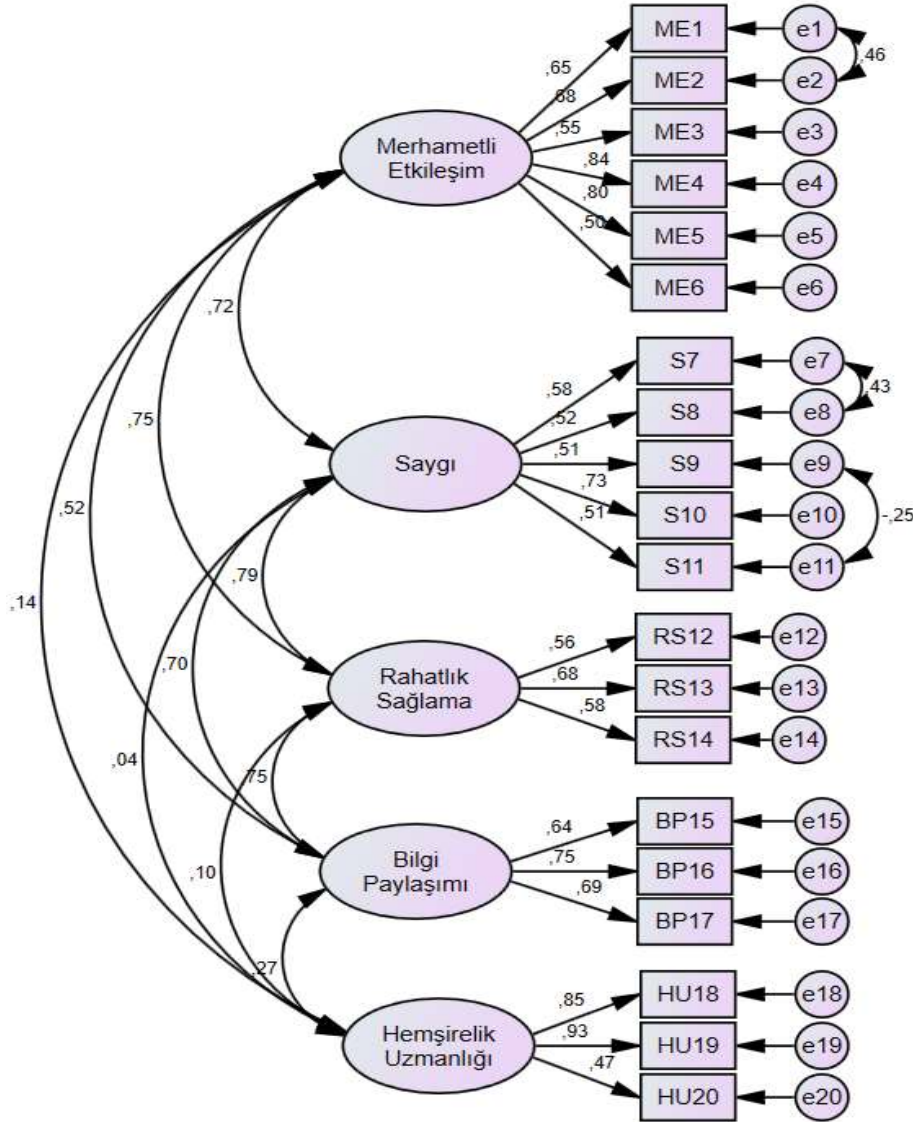 ME1
e1
,65
,46
ME2
e2
,68
Merhametli
Etkileşim
,55
ME3
e3
,84
ME4
e4
,80
ME5
e5
,50
ME6
e6
,72
S7
e7
,58
,43
S8
e8
,52
,75
Saygı
,51
S9
e9
,73
S10
e10
-,25
,52
,51
S11
e11
,79
,14
RS12
e12
,56
,70
Rahatlık
Sağlama
,68
RS13
e13
,58
RS14
e14
,04
,75
BP15
e15
,64
,10
Bilgi
Paylaşımı
,75
BP16
e16
,69
BP17
e17
,27
HU18
e18
,85
Hemşirelik
Uzmanlığı
,93
HU19
e19
,47
HU20
e20